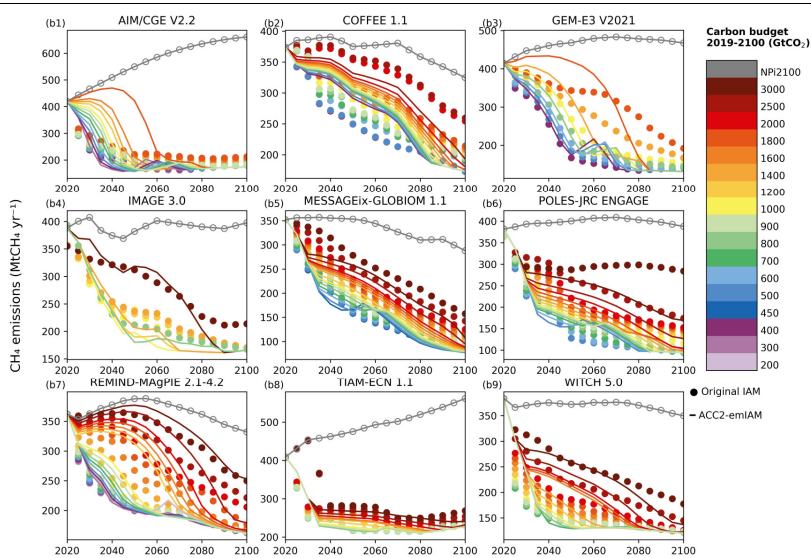 (b1) AIM/CGE V2.2
600
500
400
300
200
2020 2040 2060 2080 2100
(b2) COFFEE 1.1
400
350
300
250
200
2020 2040 2060 2080 2100
(b3) GEM-E3 V2021
500
400
300
200
2020 2040 2060 2080 2100
(b4) IMAGE 3.0
400
350
300
250
200
150
2020 2040 2060 2080 2100
(b5) MESSAGEix-GLOBIOM 1.1
350
300
250
200
150
100
2020 2040 2060 2080 2100
(b6) POLES-JRC ENGAGE
400
350
300
250
200
150
100
2020 2040 2060 2080 2100
(b7) REMIND-MAgPIE 2.1-4.2
350
300
250
200
2020 2040 2060 2080 2100
(b8) TIAM-ECN 1.1
500
400
300
200
2020 2040 2060 2080 2100
(b9) WITCH 5.0
350
300
250
200
150
2020 2040 2060 2080 2100
CH₄ emissions (MtCH₄ yr⁻¹)
Carbon budget
2019-2100 (GtCO₂)
NPi2100
3000
2500
2000
1800
1600
1400
1200
1000
900
800
700
600
500
450
400
300
200
Original IAM
ACC2-emIAM